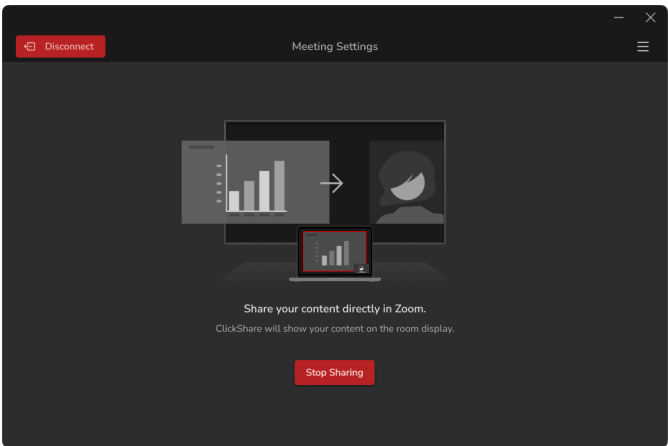 Disconnect
Meeting Settings
Share your content directly in Zoom.
ClickShare will show your content on the room display.
Stop Sharing